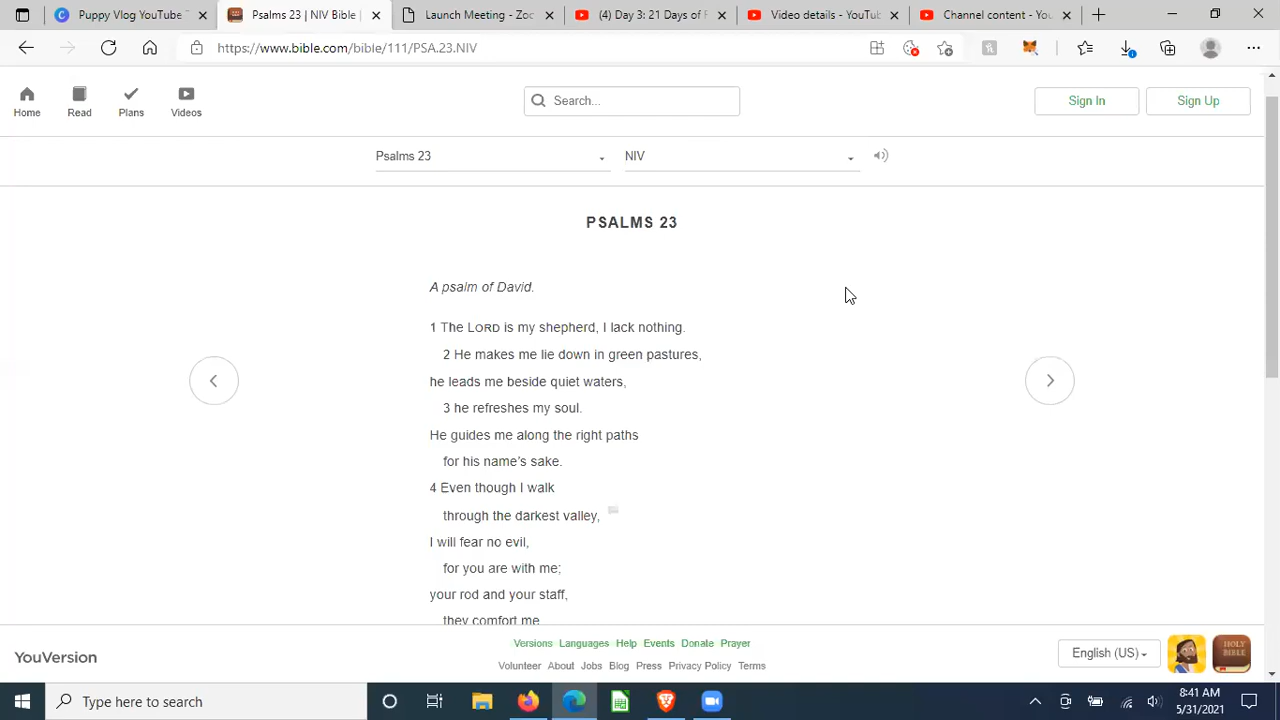 Puppy Vlog YouTube
Psalms 23 | NIV Bible |
Launch Meeting - Zoo
(4) Day 3: 21 Days of P
Video details - YouTub
Channel content - You
https://www.bible.com/bible/111/PSA.23.NIV
Home
Read
Plans
Videos
Search...
Sign In
Sign Up
Psalms 23
NIV
PSALMS 23
A psalm of David.
1 The LORD is my shepherd, I lack nothing.
2 He makes me lie down in green pastures,
he leads me beside quiet waters,
3 he refreshes my soul.
He guides me along the right paths
for his name’s sake.
4 Even though I walk
through the darkest valley,
I will fear no evil,
for you are with me;
your rod and your staff,
they comfort me
Versions Languages Help Events Donate Prayer
YouVersion
Volunteer About Jobs Blog Press Privacy Policy Terms
English (US)
HOLY
BIBLE
Type here to search
8:41 AM
5/31/2021